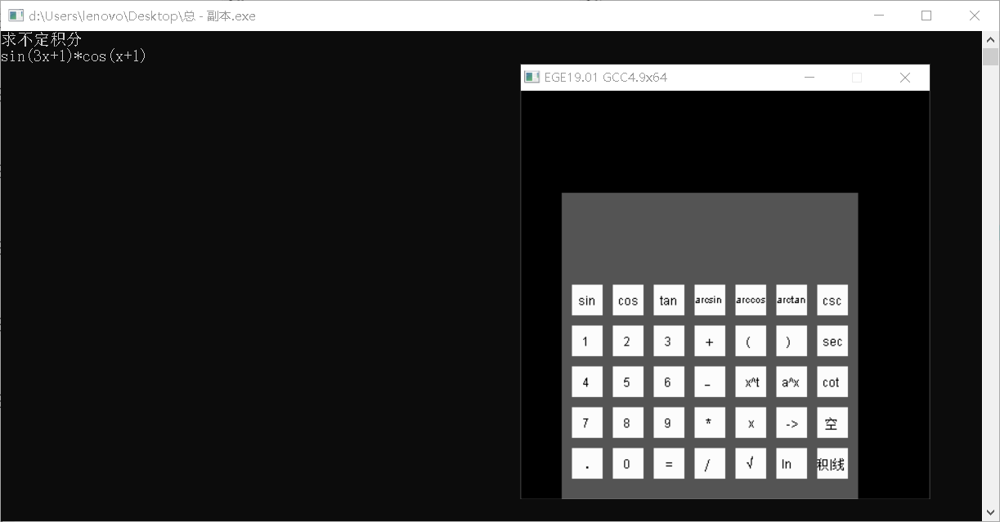 d:\Users\lenovo\Desktop\总 - 副本.exe
求不定积分
sin(3x+1)*cos(x+1)
EGE19.01 GCC4.9x64
sin cos tan arcsin arccos arctan csc
1 2 3 + ( ) sec
4 5 6 - x^t a^x cot
7 8 9 * x -> 空
. 0 = / √ ln 积线